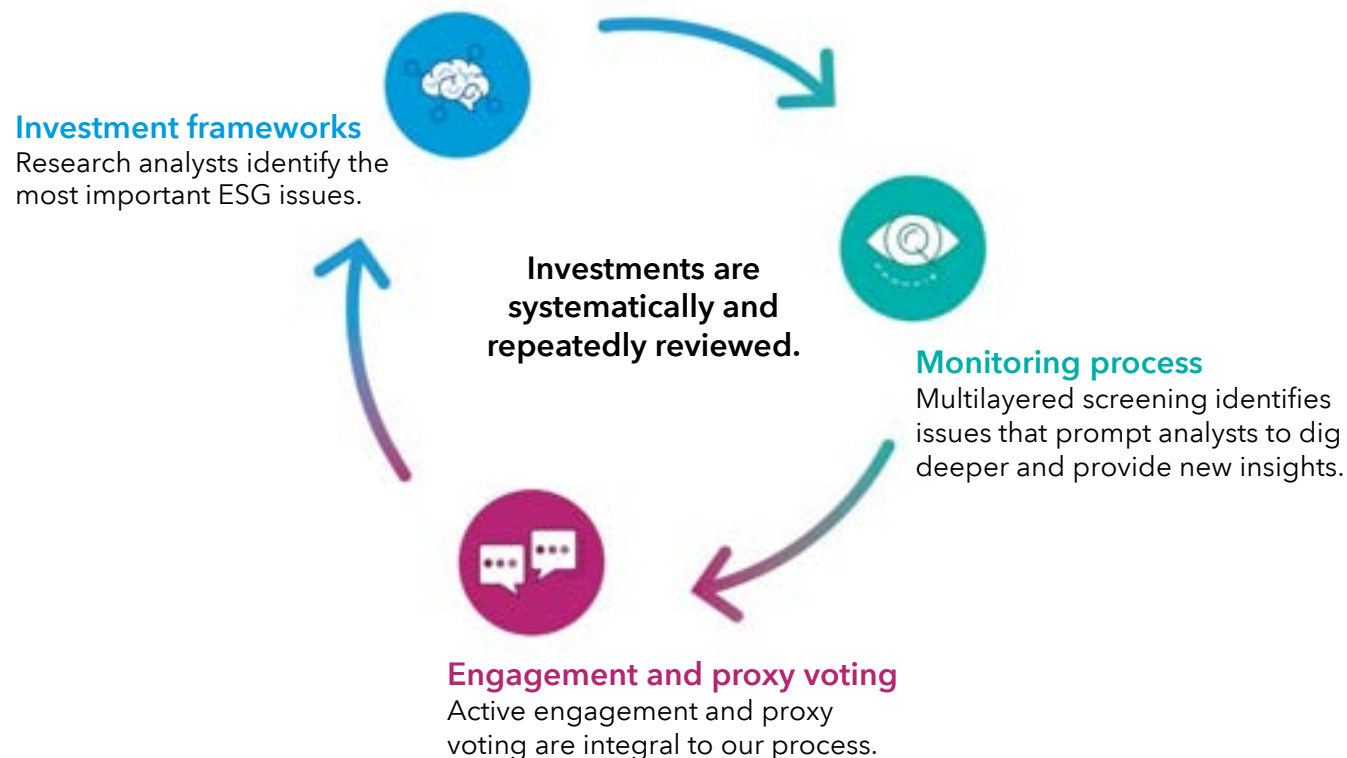 Investment frameworks
Research analysts identify the
most important ESG issues.
Investments are
systematically and
repeatedly reviewed.
Monitoring process
Multilayered screening identifies
issues that prompt analysts to dig
deeper and provide new insights.
Engagement and proxy voting
Active engagement and proxy
voting are integral to our process.